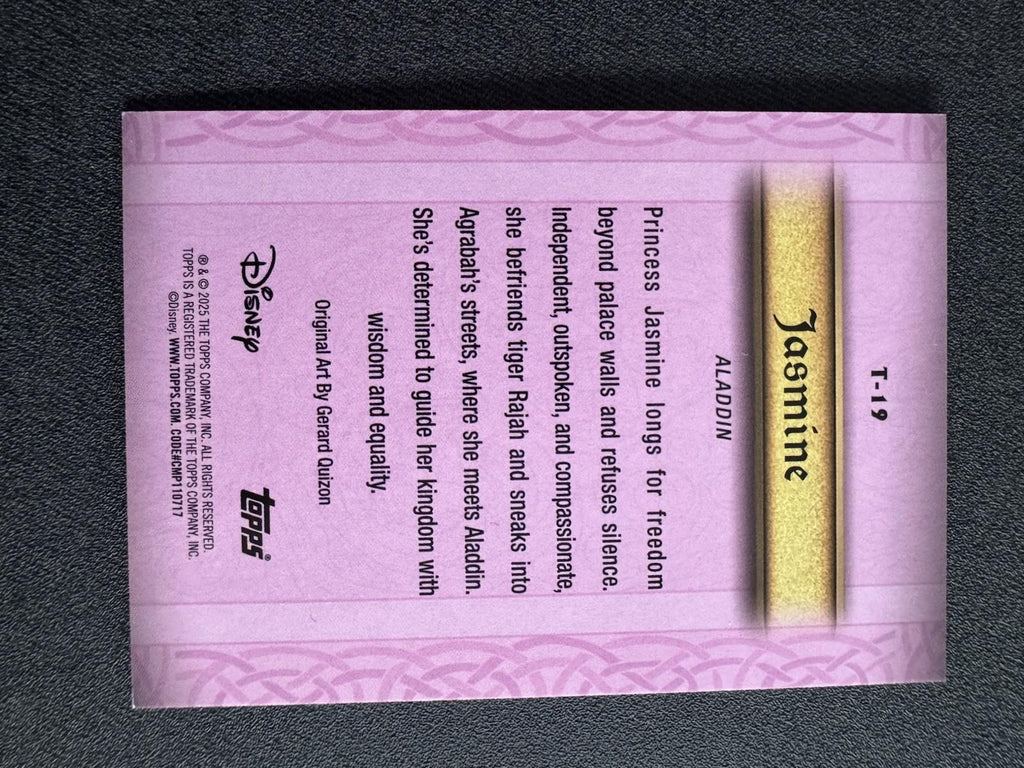 T-19
Jasmine
ALADDIN
Princess Jasmine longs for freedom
beyond palace walls and refuses silence.
Independent, outspoken, and compassionate,
she befriends tiger Rajah and sneaks into
Agrabah's streets, where she meets Aladdin.
She's determined to guide her kingdom with
wisdom and equality.
Original Art By Gerard Quizon
Disney
topps®
® & © 2025 THE TOPPS COMPANY, INC. ALL RIGHTS RESERVED.
TOPPS IS A REGISTERED TRADEMARK OF THE TOPPS COMPANY, INC.
©Disney. WWW.TOPPS.COM. CODE#CMP110717